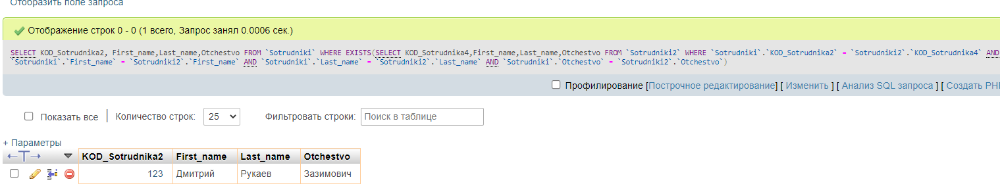 Отобразить поле запроса
Отображение строк 0 - 0 (1 всего, Запрос занял 0.0006 сек.)
SELECT KOD_Sotrudnika2, First_name,Last_name,Otchestvo FROM `Sotrudniki` WHERE EXISTS(SELECT KOD_Sotrudnika4,First_name,Last_name,Otchestvo FROM `Sotrudniki2` WHERE `Sotrudniki`.`KOD_Sotrudnika2` = `Sotrudniki2`.`KOD_Sotrudnika4` AND
`Sotrudniki`.`First_name` = `Sotrudniki2`.`First_name` AND `Sotrudniki`.`Last_name` = `Sotrudniki2`.`Last_name` AND `Sotrudniki`.`Otchestvo` = `Sotrudniki2`.`Otchestvo`)
Профилирование [Построчное редактирование] [ Изменить ] [ Анализ SQL запроса ] [ Создать PH
Показать все Количество строк: 25 Фильтровать строки: Поиск в таблице
+ Параметры
←T→ KOD_Sotrudnika2 First_name Last_name Otchestvo
123 Дмитрий Рукаев Зазимович